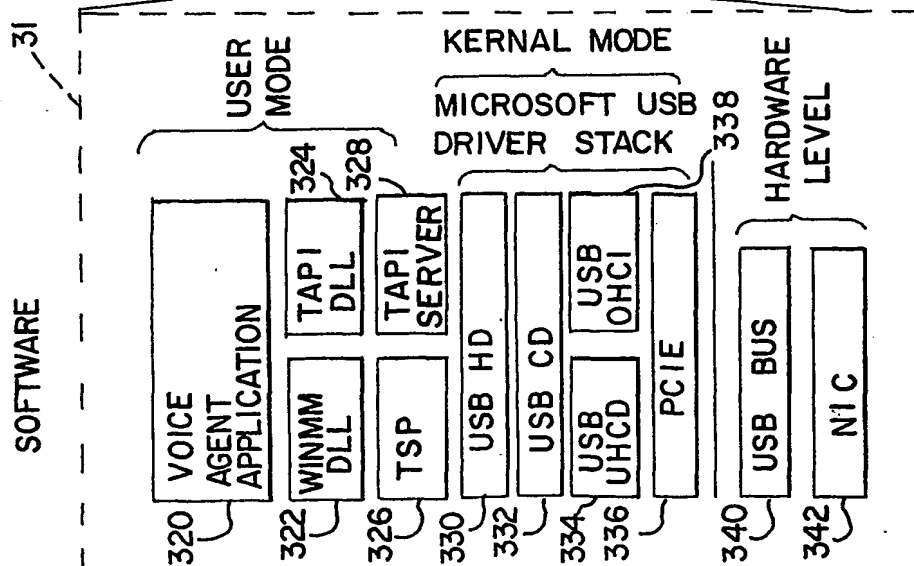 31
SOFTWARE
USER
MODE
KERNAL MODE
MICROSOFT USB
DRIVER STACK
HARDWARE
LEVEL
VOICE
AGENT
APPLICATION
320
WINMM
DLL
322
TAPI
DLL
324
TSP
326
TAPI
SERVER
328
USB HD
330
USB CD
332
USB
UHCD
334
USB
OHCI
338
PCIE
336
USB BUS
340
NIC
342